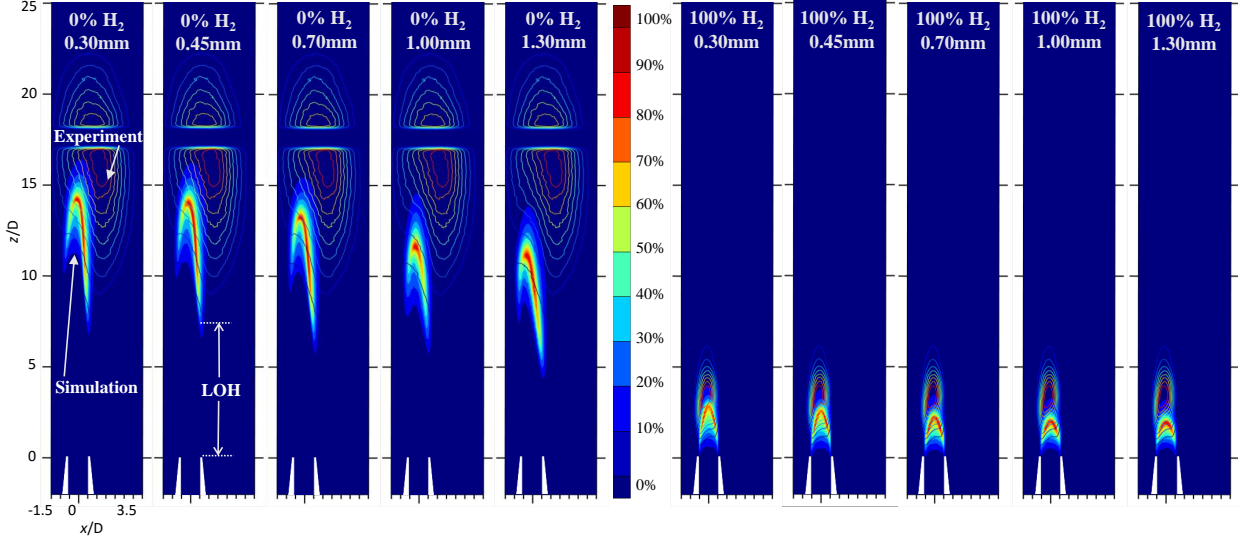 0% H₂
0.30mm
0% H₂
0.45mm
0% H₂
0.70mm
0% H₂
1.00mm
0% H₂
1.30mm
100% H₂
0.30mm
100% H₂
0.45mm
100% H₂
0.70mm
100% H₂
1.00mm
100% H₂
1.30mm
25
20
15
10
5
0
z/D
Experiment
Simulation
LOH
100%
90%
80%
70%
60%
50%
40%
30%
20%
10%
0%
-1.5 0 3.5
x/D